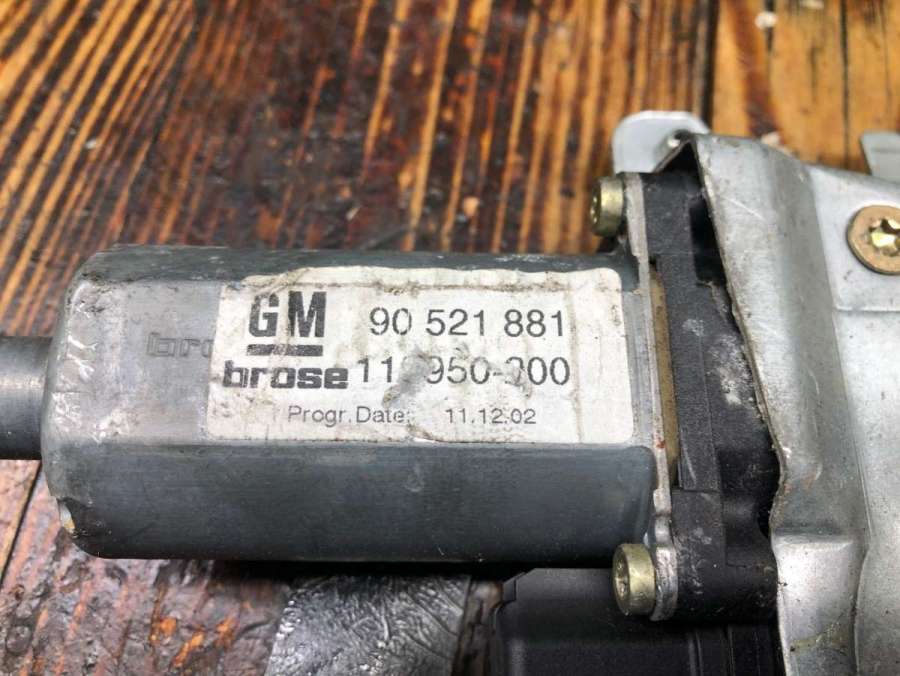 GM 90 521 881
brose
Progr. Date: 11.12.02